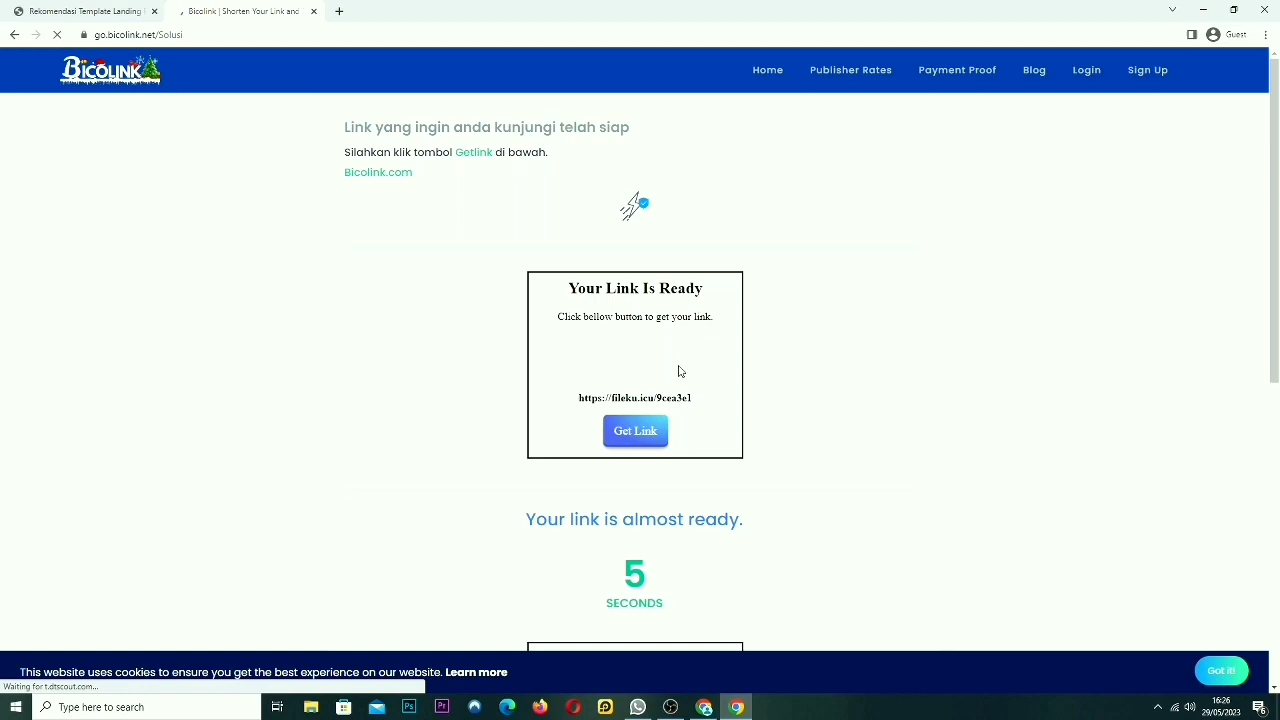 Rekomendasi Template Landing
Bicolink | Shorten Your Link and
go.bicolink.net/Solusi
Guest
BICOLINK
Home
Publisher Rates
Payment Proof
Blog
Login
Sign Up
Link yang ingin anda kunjungi telah siap
Silahkan klik tombol Getlink di bawah.
Bicolink.com
Your Link Is Ready
Click bellow button to get your link.
https://fileku.icu/9cea3e1
Get Link
Your link is almost ready.
5
SECONDS
This website uses cookies to ensure you get the best experience on our website. Learn more
Got it!
Waiting for t.dtscout.com...
Type here to search
Ps
Pr
16:26
29/05/2023
6